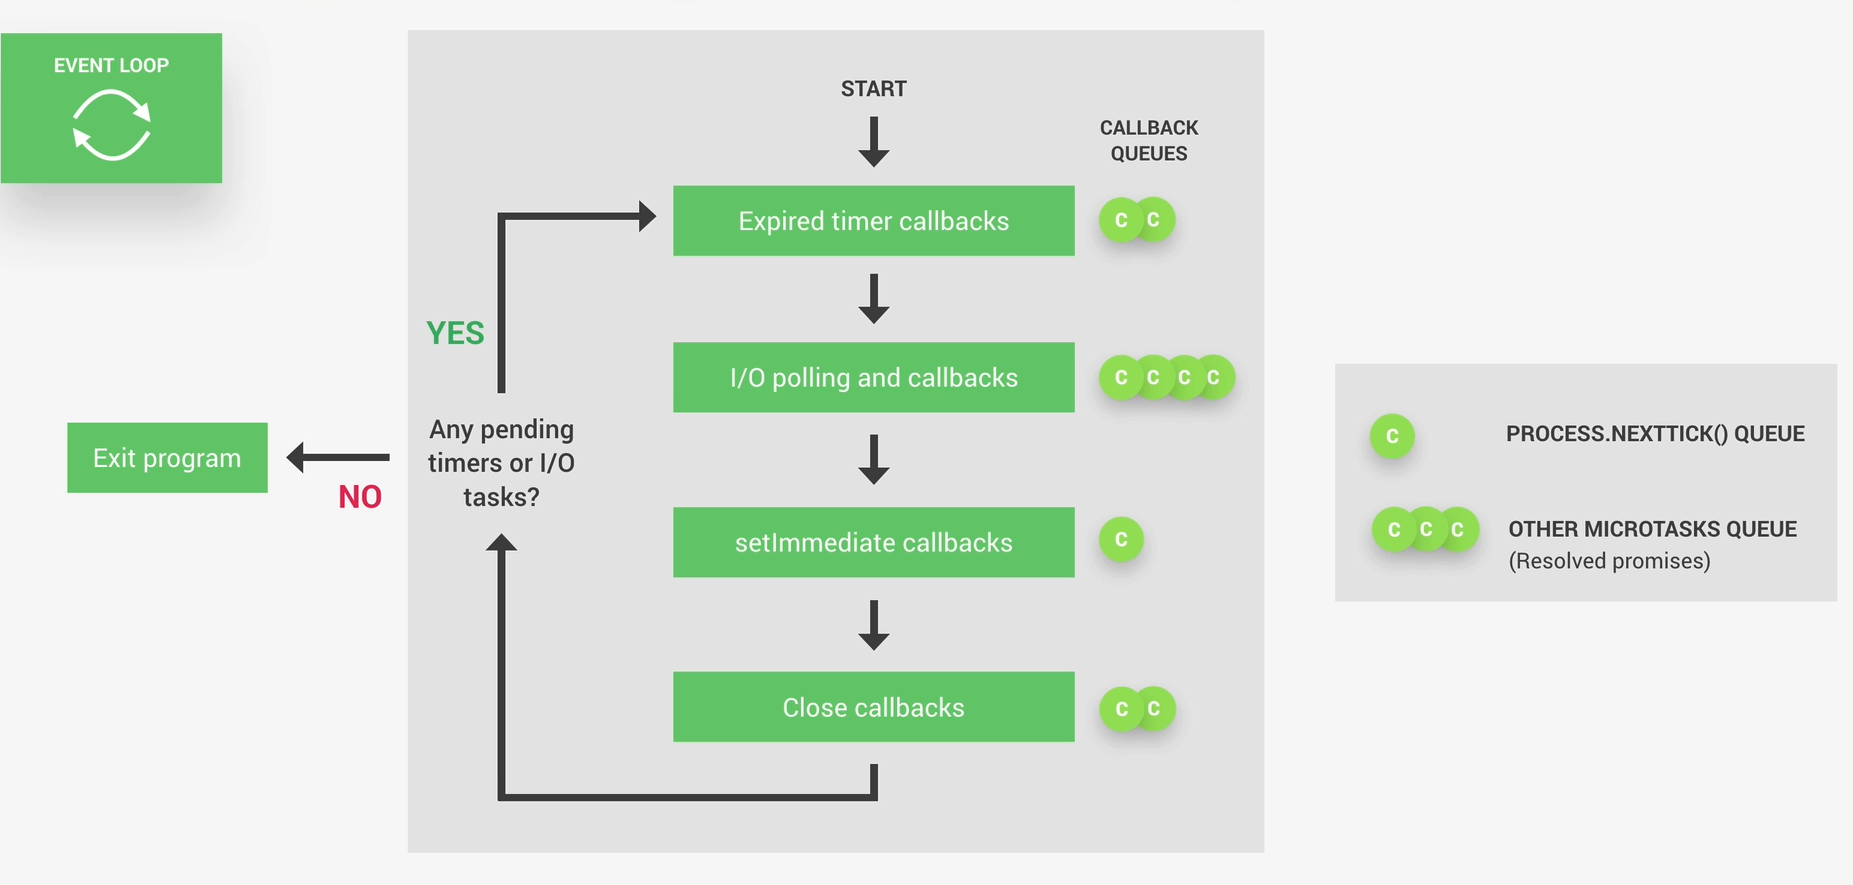 EVENT LOOP
START
CALLBACK
QUEUES
Expired timer callbacks
C C
YES
I/O polling and callbacks
C C C C
Any pending
timers or I/O
tasks?
Exit program
NO
setImmediate callbacks
C
Close callbacks
C C
C
PROCESS.NEXTTICK() QUEUE
C C C
OTHER MICROTASKS QUEUE
(Resolved promises)